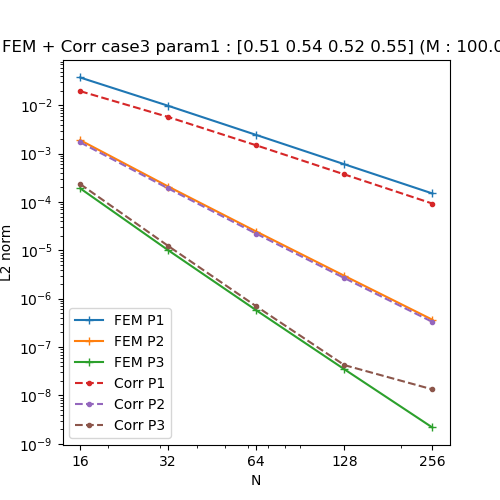 FEM + Corr case3 param1 : [0.51 0.54 0.52 0.55] (M : 100.0
L2 norm
10⁻²
10⁻³
10⁻⁴
10⁻⁵
10⁻⁶
10⁻⁷
10⁻⁸
10⁻⁹
FEM P1
FEM P2
FEM P3
Corr P1
Corr P2
Corr P3
16 32 64 128 256
N